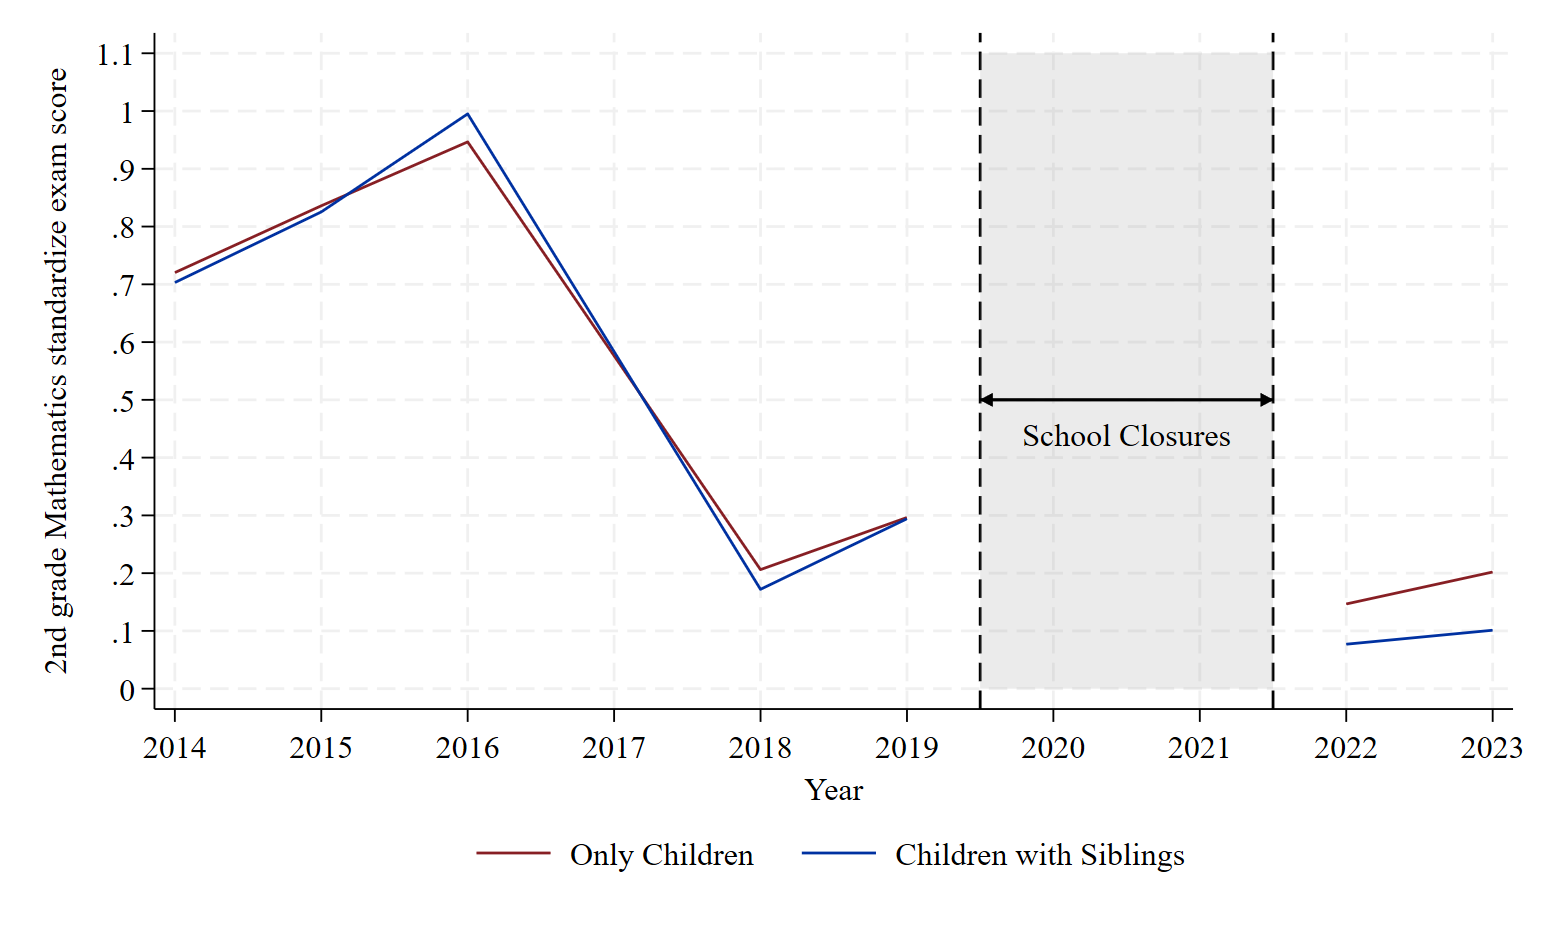 2nd grade Mathematics standardize exam score
1.1
1
.9
.8
.7
.6
.5
.4
.3
.2
.1
0
School Closures
2014 2015 2016 2017 2018 2019 2020 2021 2022 2023
Year
Only Children Children with Siblings